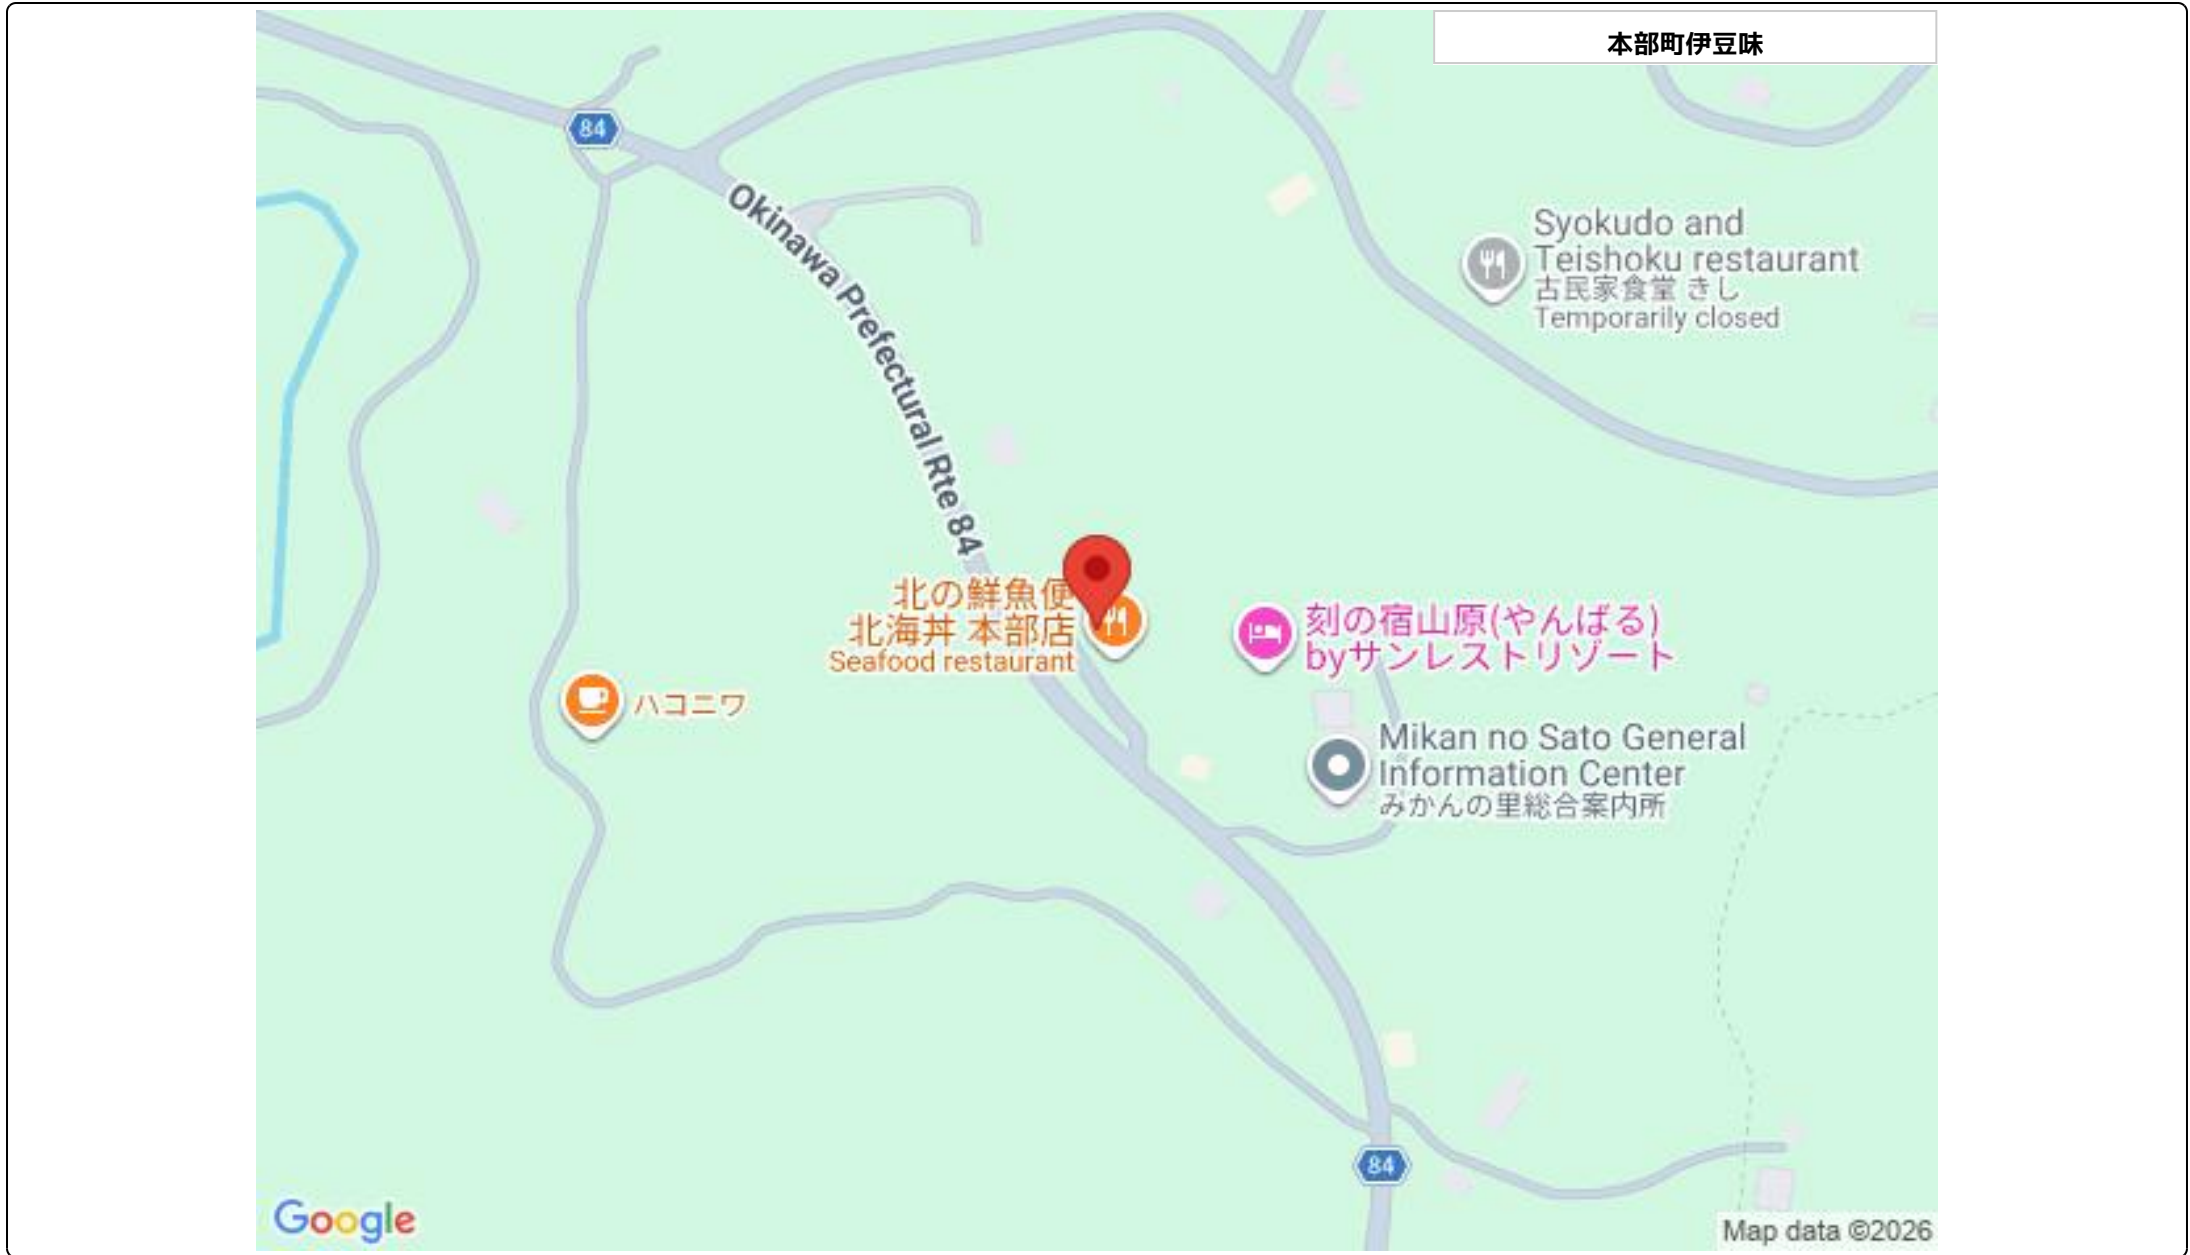 本部町伊豆味
84
Okinawa Prefectural Rte 84
Syokudo and
Teishoku restaurant
古民家食堂 きし
Temporarily closed
北の鮮魚便
北海丼 本部店
Seafood restaurant
刻の宿山原(やんばる)
byサンレストリゾート
ハコニワ
Mikan no Sato General
Information Center
みかんの里総合案内所
84
Google
Map data ©2026